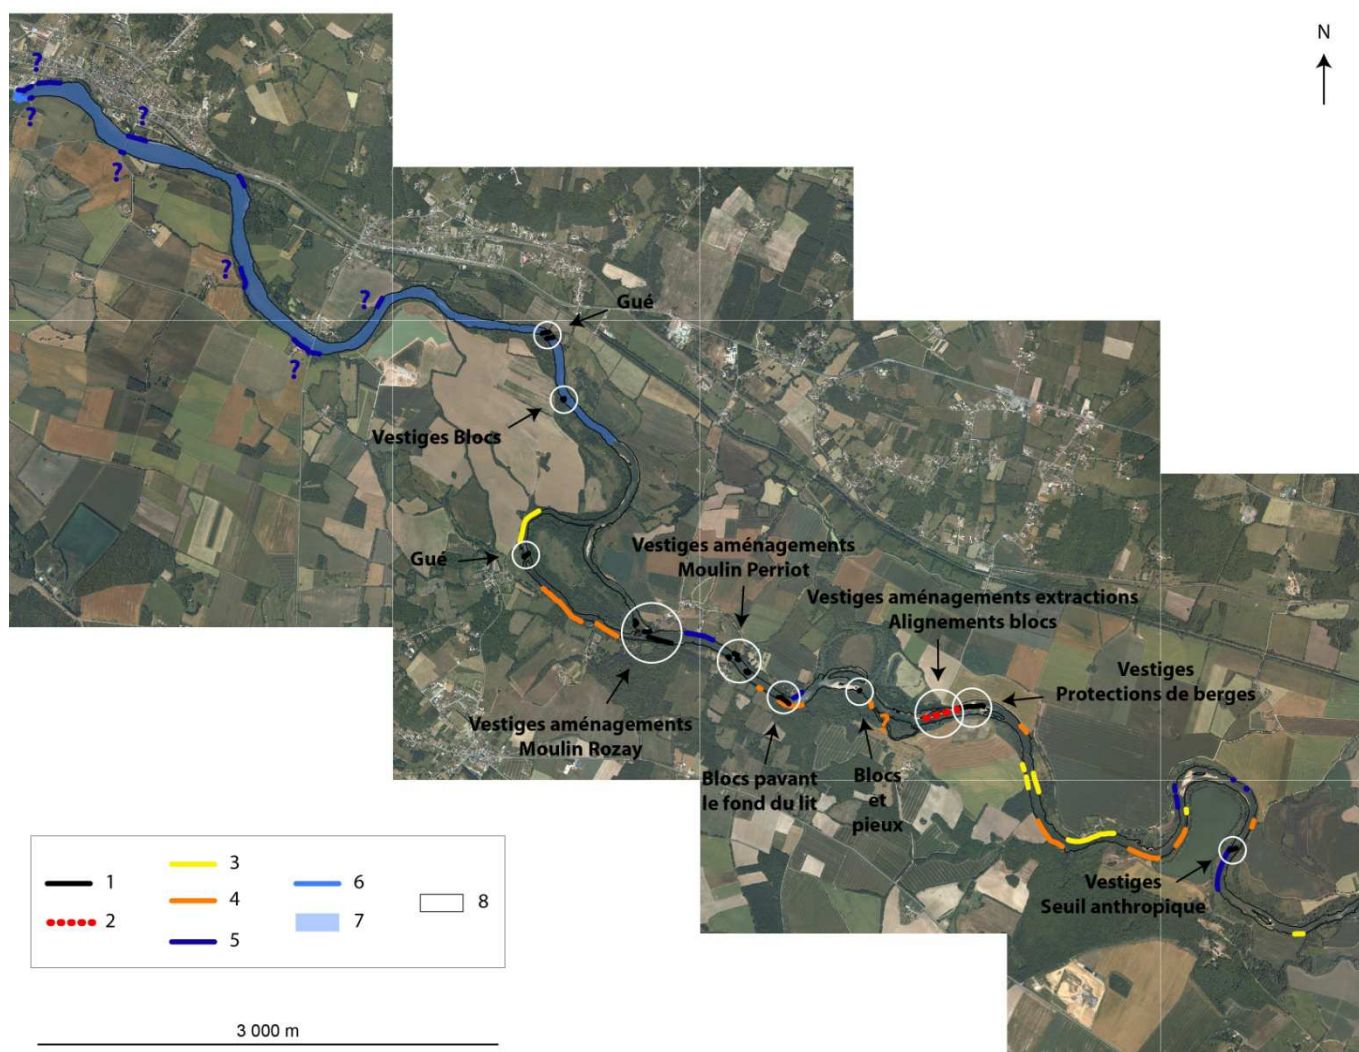 N
?
?
?
?
?
?
?
Gué
Vestiges Blocs
Gué
Vestiges aménagements
Moulin Perriot
Vestiges aménagements extractions
Alignements blocs
Vestiges
Protections de berges
?
Vestiges aménagements
Moulin Rozay
Blocs pavant
le fond du lit
Blocs
et
pieux
Vestiges
Seuil anthropique
1
2
3
4
5
6
7
8
3 000 m